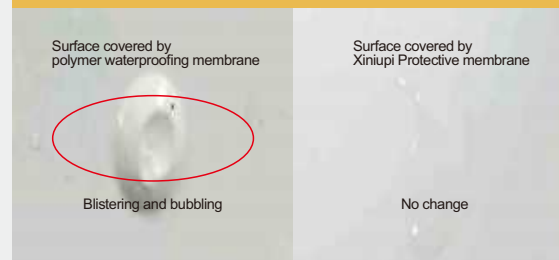 Surface covered by
polymer waterproofing membrane
Blistering and bubbling
Surface covered by
Xiniupi Protective membrane
No change